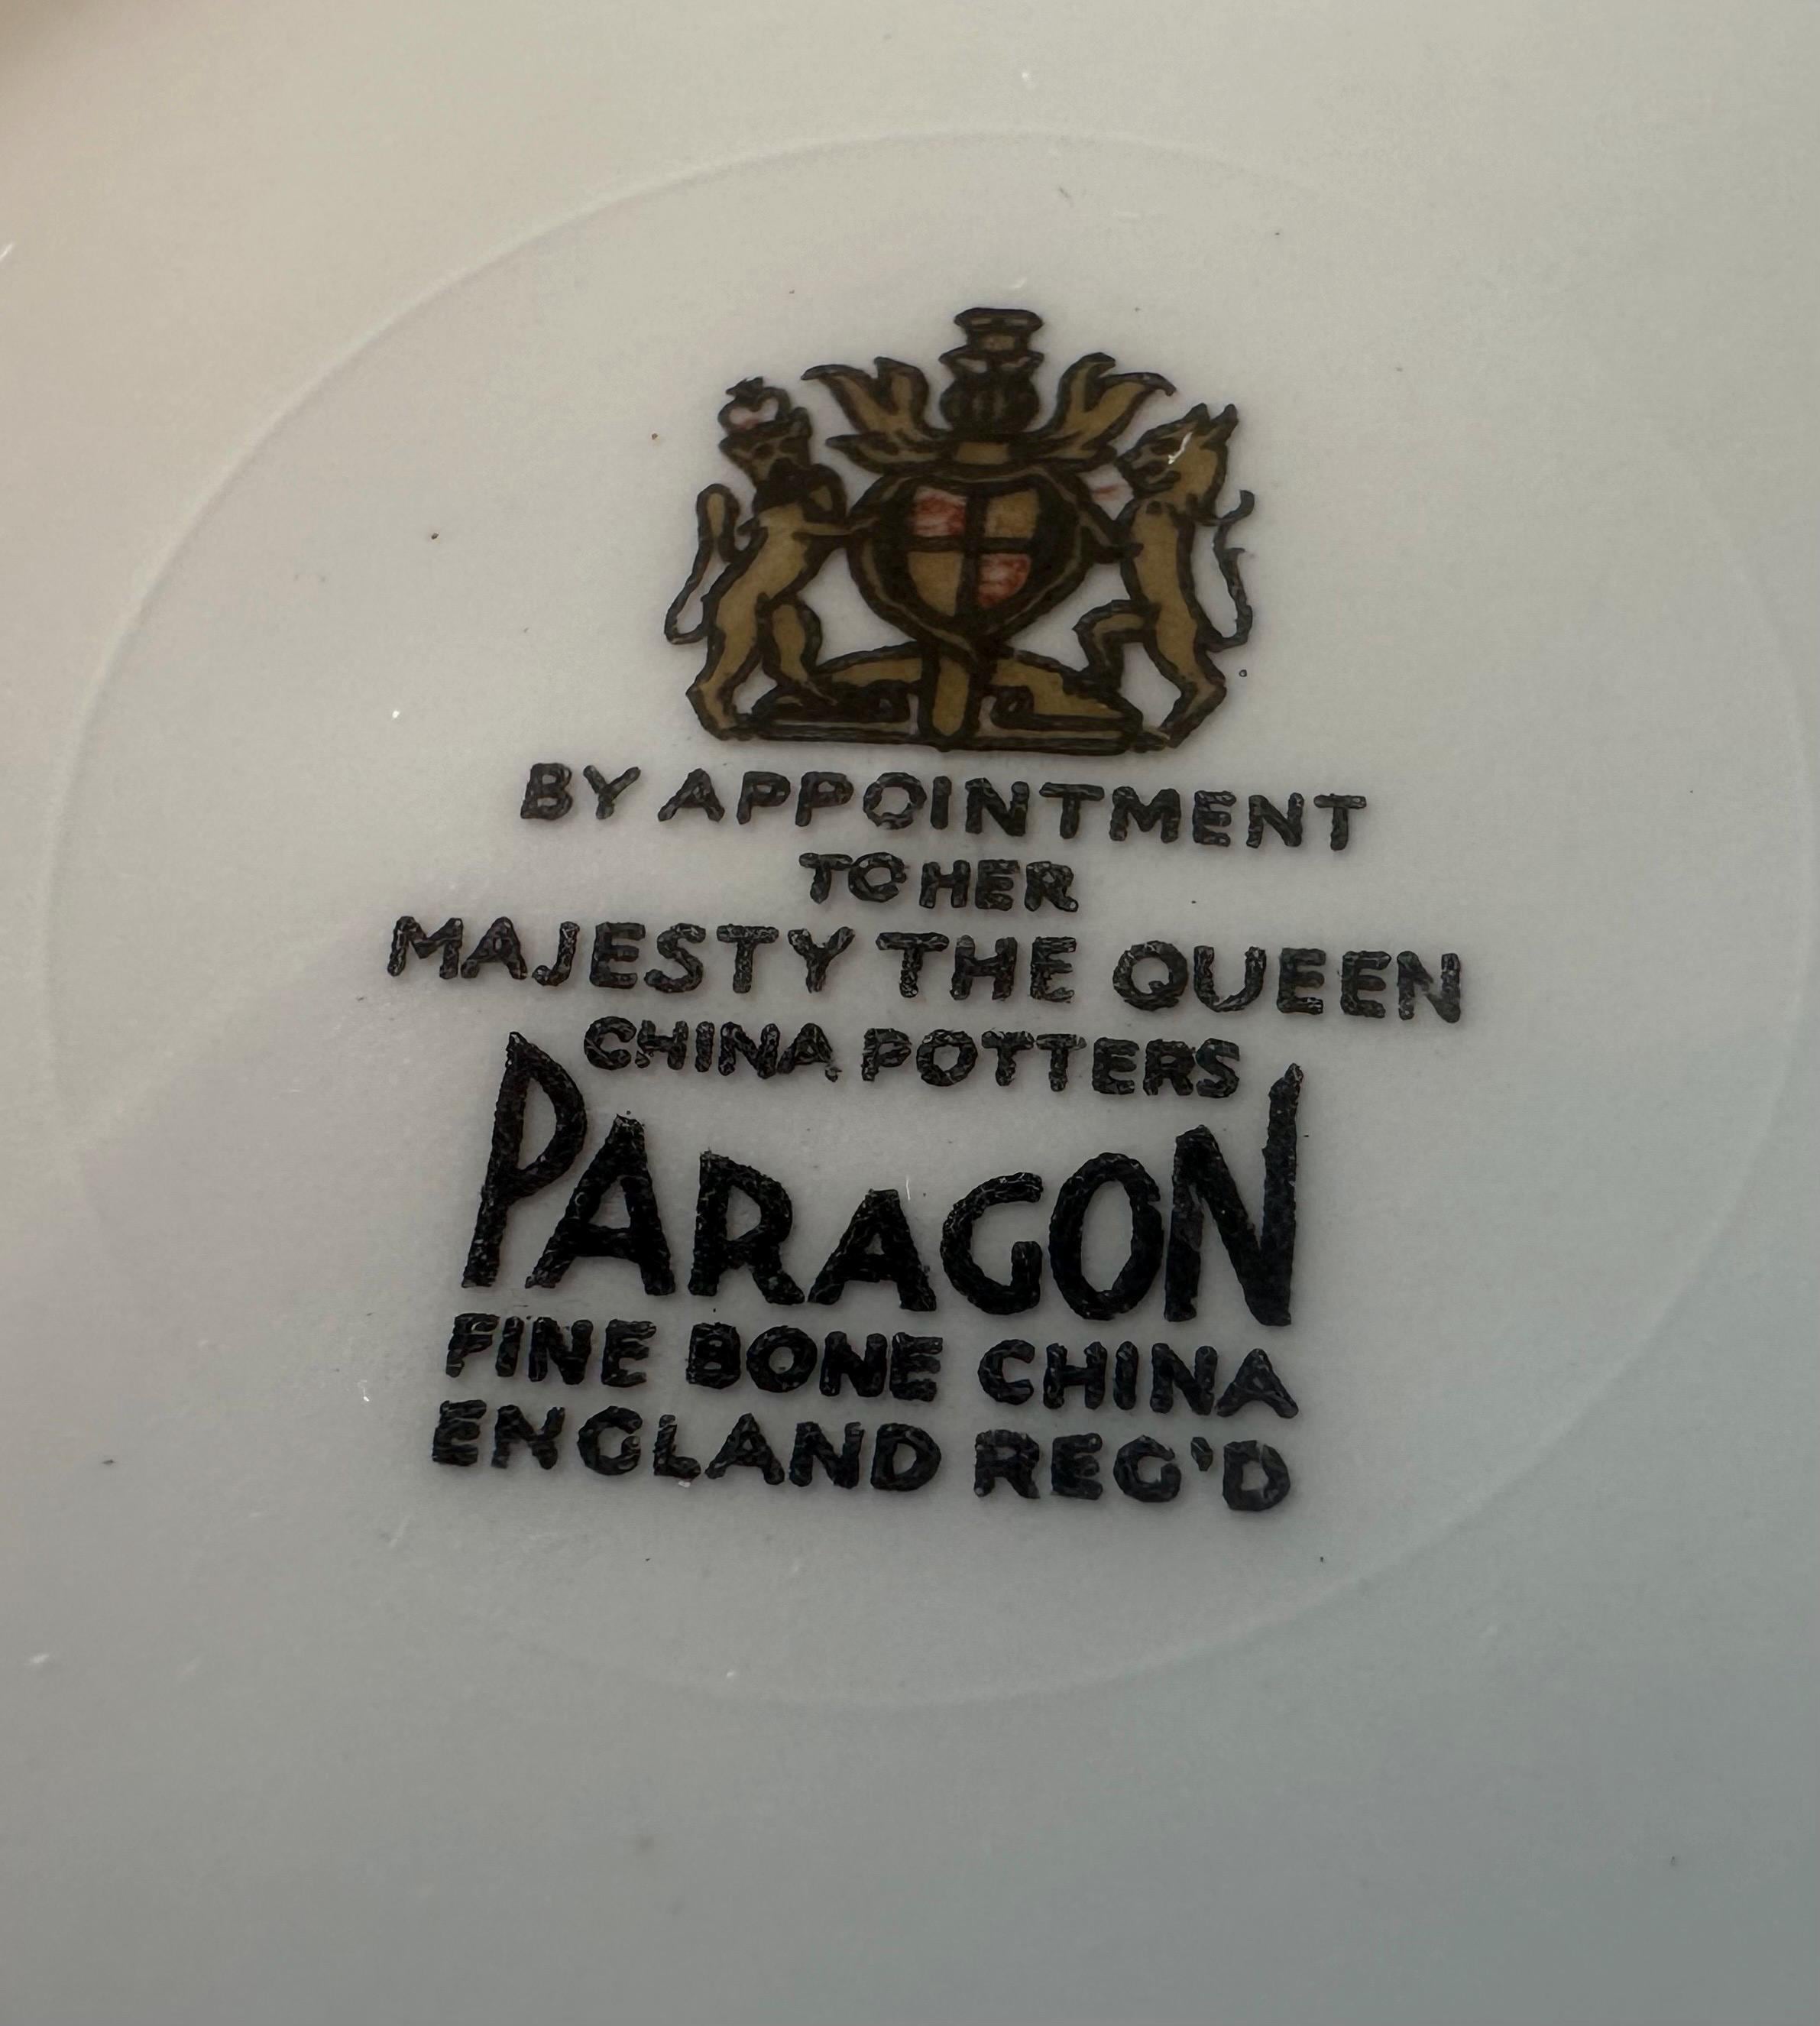 BY APPOINTMENT
TO HER
MAJESTY THE QUEEN
CHINA POTTERS
PARAGON
FINE BONE CHINA
ENGLAND REG'D